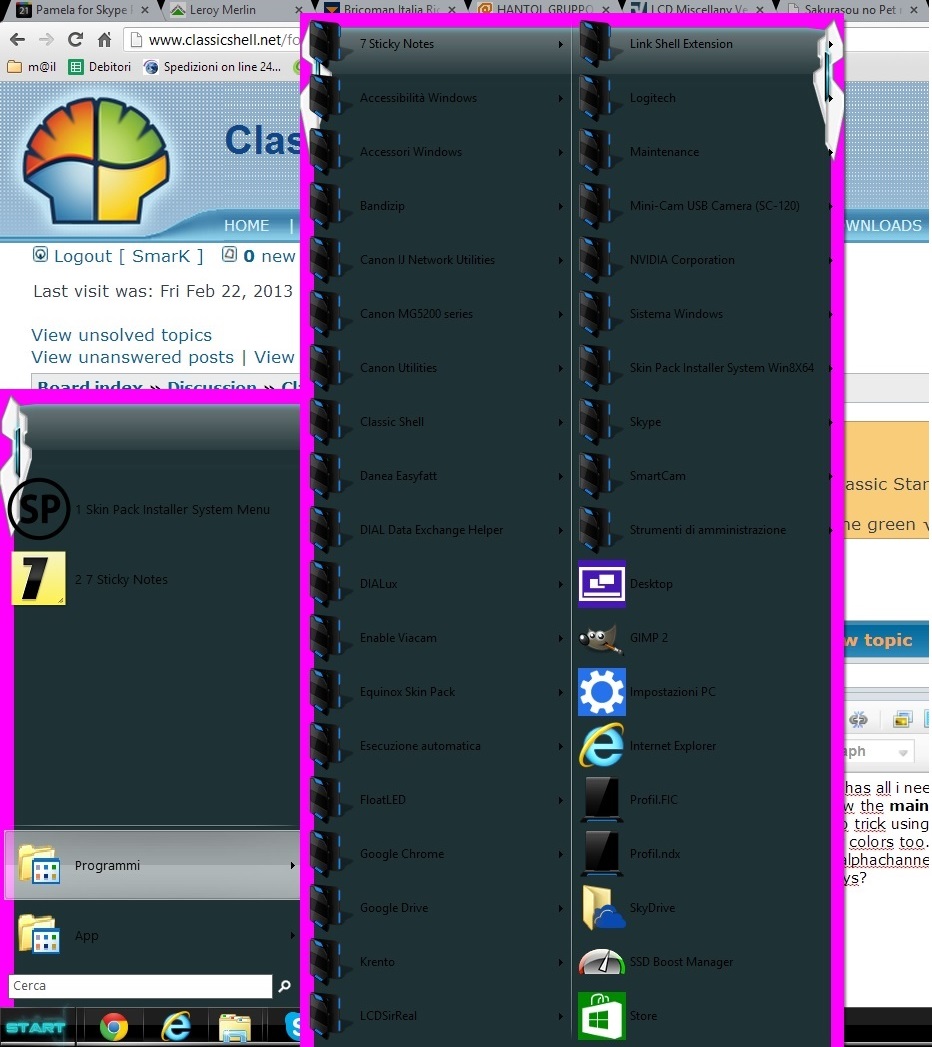 Pamela for Skype
Leroy Merlin
Bricoman Italia Ri
HANTOL GRUPPO
LCD Miscellany Ve
Sakurasou no Pet
www.classicshell.net/fo
m@il
Debitori
Spedizioni on line 24...
Clas
HOME |
WNLOADS
Logout [ SmarK ] 0 new
Last visit was: Fri Feb 22, 2013
View unsolved topics
View unanswered posts | View
Board index » Discussion » Cl
assic Star
ne green
w topic
aph
has all i nee
w the main
trick using
colors too.
alphachanne
ys?
SP 1 Skin Pack Installer System Menu
7 2 7 Sticky Notes
Programmi
App
Cerca
START
7 Sticky Notes
Accessibilità Windows
Accessori Windows
Bandizip
Canon IJ Network Utilities
Canon MG5200 series
Canon Utilities
Classic Shell
Danea Easyfatt
DIAL Data Exchange Helper
DIALux
Enable Viacam
Equinox Skin Pack
Esecuzione automatica
FloatLED
Google Chrome
Google Drive
Krento
LCDSirReal
Link Shell Extension
Logitech
Maintenance
Mini-Cam USB Camera (SC-120)
NVIDIA Corporation
Sistema Windows
Skin Pack Installer System Win8X64
Skype
SmartCam
Strumenti di amministrazione
Desktop
GIMP 2
Impostazioni PC
Internet Explorer
Profil.FIC
Profil.ndx
SkyDrive
SSD Boost Manager
Store